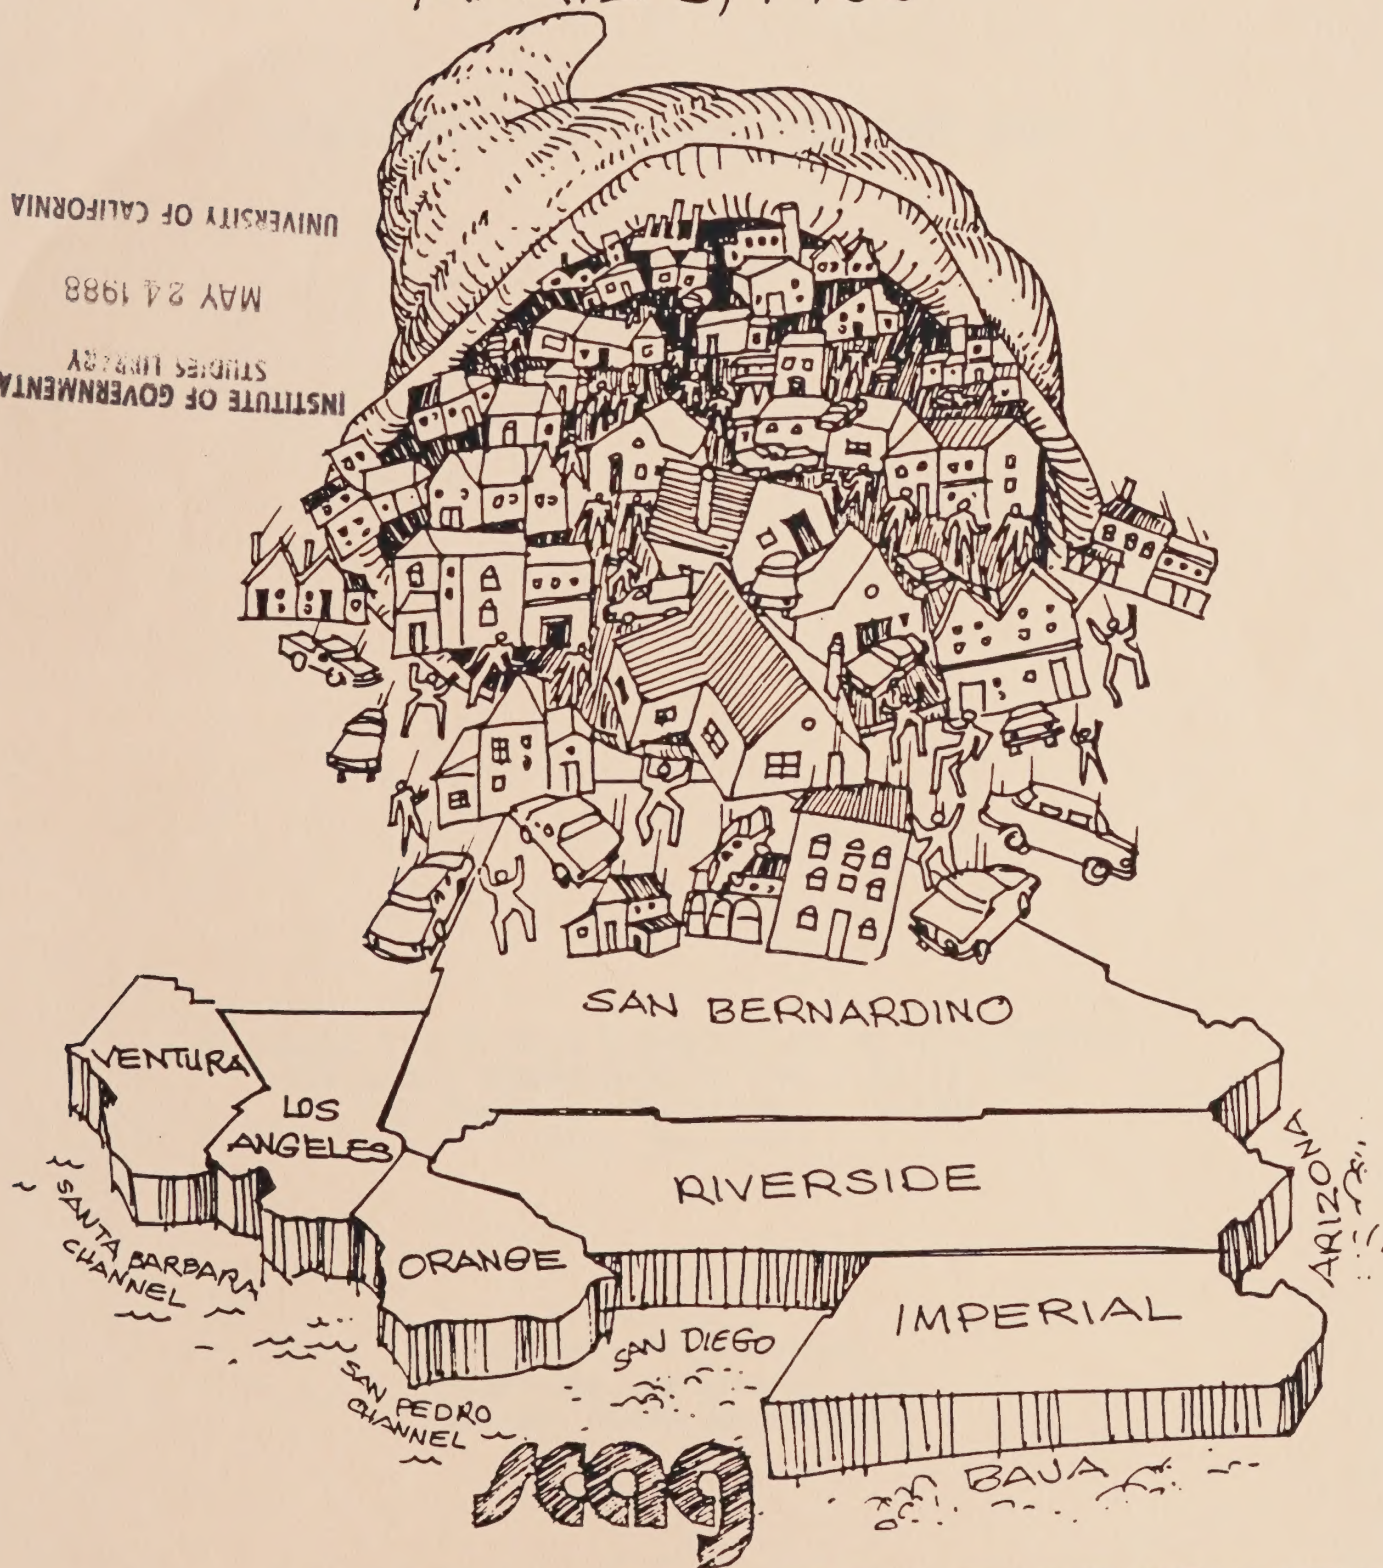 UNIVERSITY OF CALIFORNIA
MAY 24 1988
STUDIES LIBRARY
INSTITUTE OF GOVERNMENTA
SAN BERNARDINO
VENTURA
LOS
ANGELES
RIVERSIDE
ARIZONA
ORANGE
SANTA BARBARA
CHANNEL
IMPERIAL
SAN DIEGO
SAN PEDRO
CHANNEL
BAJA
scag